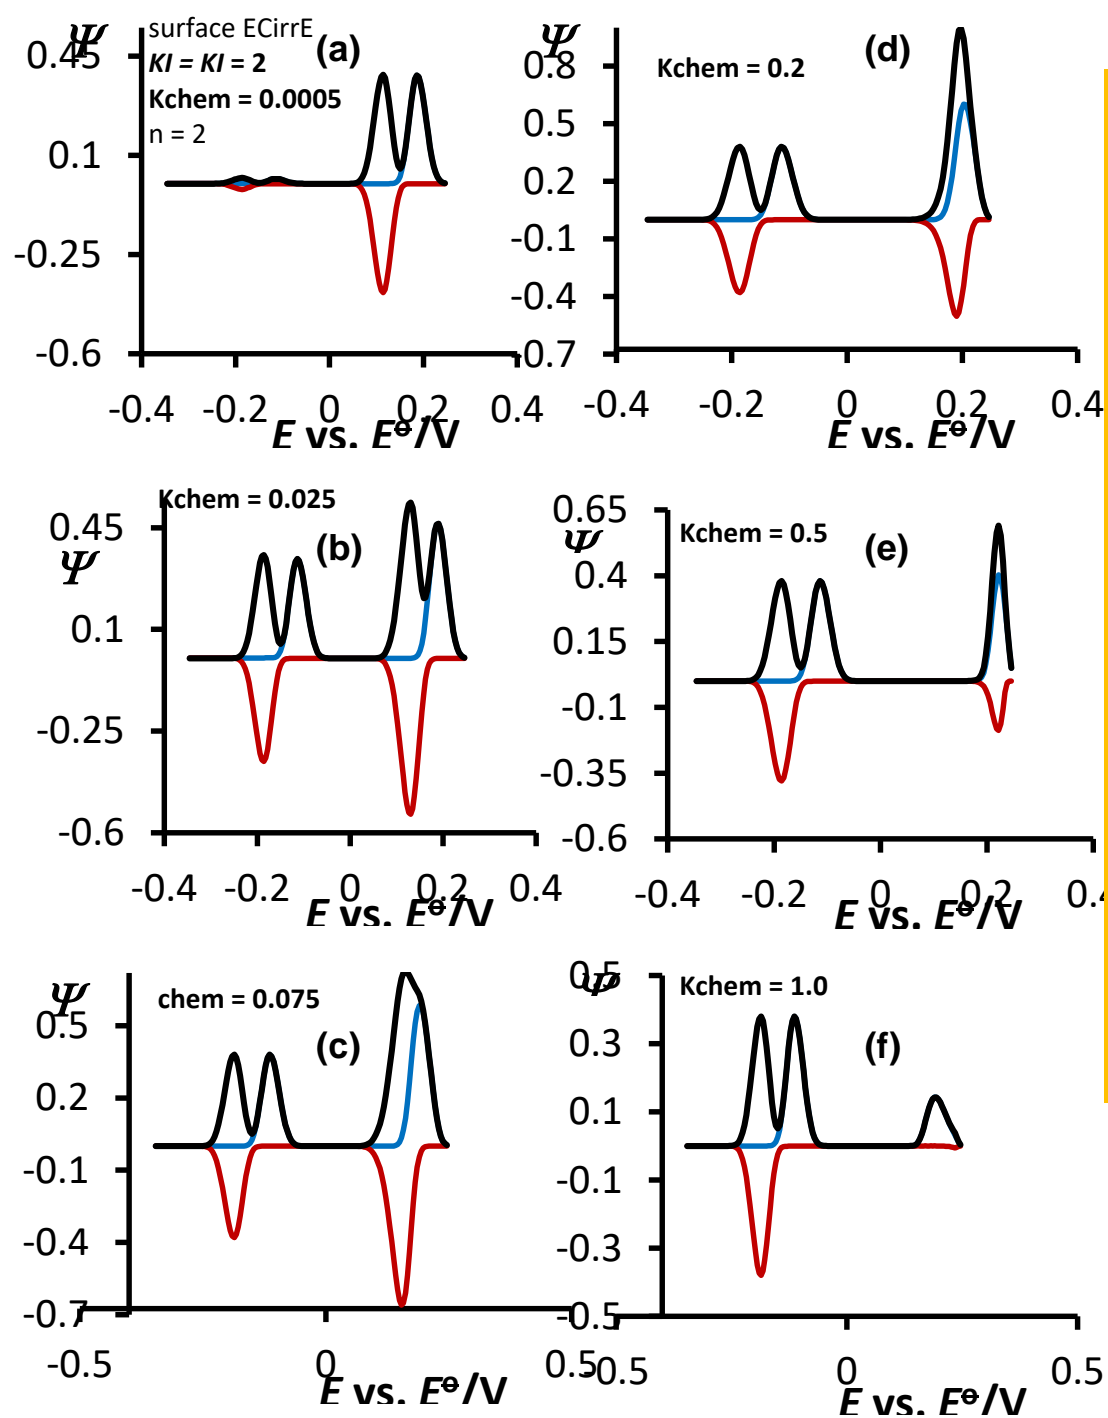 Ψ
surface ECirrE
KI = KI = 2
Kchem = 0.0005
n = 2
(a)
0.45
0.1
-0.25
-0.6
-0.4 -0.2 0 0.2 0.4
E vs. E⦵/V
Ψ
Kchem = 0.2
(d)
0.8
0.5
0.2
-0.1
-0.4
-0.7
-0.4 -0.2 0 0.2 0.4
E vs. E⦵/V
Kchem = 0.025
(b)
Ψ
0.45
0.1
-0.25
-0.6
-0.4 -0.2 0 0.2 0.4
E vs. E⦵/V
Kchem = 0.5
(e)
Ψ
0.65
0.4
0.15
-0.1
-0.35
-0.6
-0.4 -0.2 0 0.2 0.4
E vs. E⦵/V
Ψ
chem = 0.075
(c)
0.5
0.2
-0.1
-0.4
-0.7
-0.5 0 0.5
E vs. E⦵/V
Ψ
Kchem = 1.0
(f)
0.5
0.3
0.1
-0.1
-0.3
-0.5
-0.5 0 0.5
E vs. E⦵/V